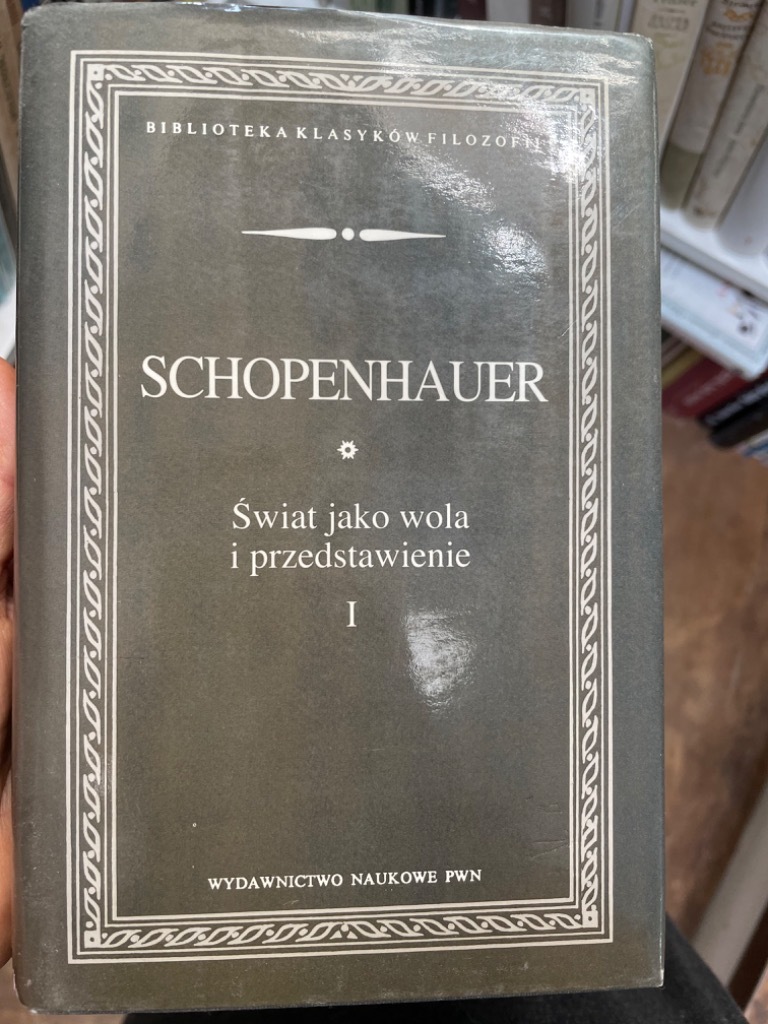 BIBLIOTEKA KLASYKÓW FILOZOFII
SCHOPENHAUER
Świat jako wola
i przedstawienie
I
WYDAWNICTWO NAUKOWE PWN